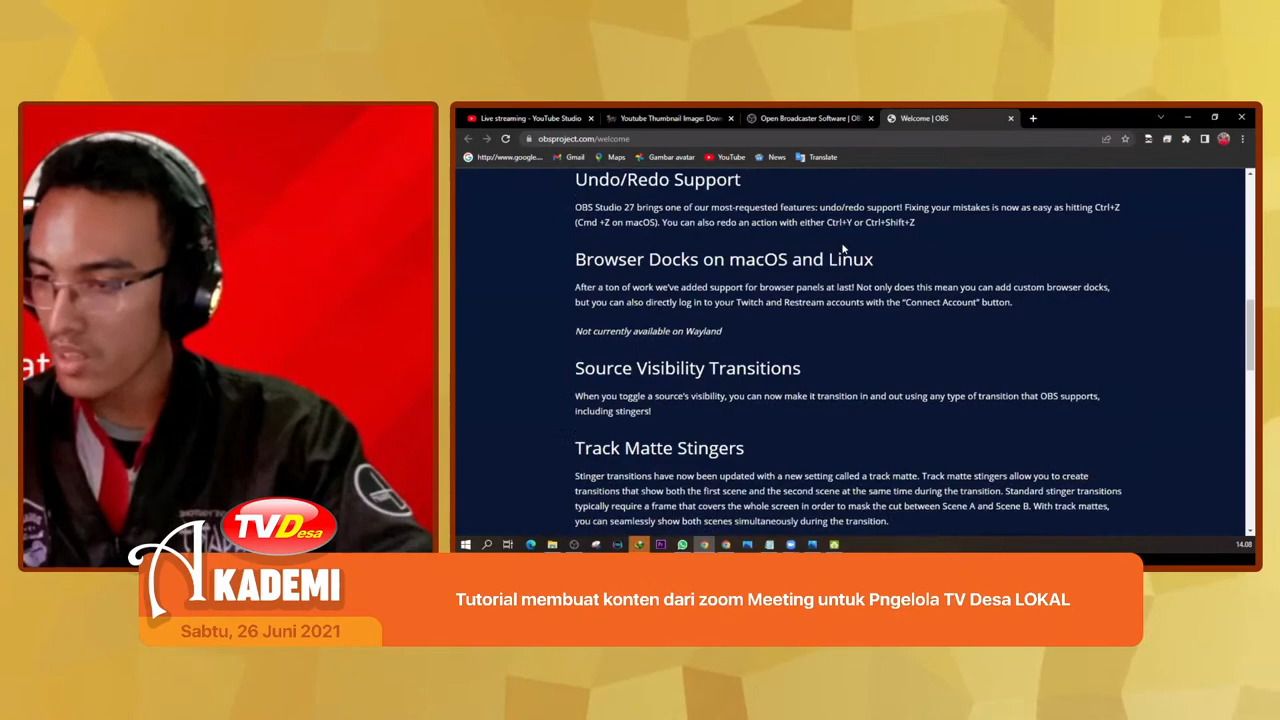 Live streaming - YouTube Studio
Youtube Thumbnail Image: Dow
Open Broadcaster Software | OB
Welcome | OBS
obsproject.com/welcome
http://www.google....
Gmail
Maps
Gambar avatar
YouTube
News
Translate
Undo/Redo Support
OBS Studio 27 brings one of our most-requested features: undo/redo support! Fixing your mistakes is now as easy as hitting Ctrl+Z
(Cmd +Z on macOS). You can also redo an action with either Ctrl+Y or Ctrl+Shift+Z
Browser Docks on macOS and Linux
After a ton of work we've added support for browser panels at last! Not only does this mean you can add custom browser docks,
but you can also directly log in to your Twitch and Restream accounts with the “Connect Account” button.
Not currently available on Wayland
Source Visibility Transitions
When you toggle a source's visibility, you can now make it transition in and out using any type of transition that OBS supports,
including stingers!
Track Matte Stingers
Stinger transitions have now been updated with a new setting called a track matte. Track matte stingers allow you to create
transitions that show both the first scene and the second scene at the same time during the transition. Standard stinger transitions
typically require a frame that covers the whole screen in order to mask the cut between Scene A and Scene B. With track mattes,
you can seamlessly show both scenes simultaneously during the transition.
14.08
TVDesa
AKADEMI
Sabtu, 26 Juni 2021
Tutorial membuat konten dari zoom Meeting untuk Pngelola TV Desa LOKAL